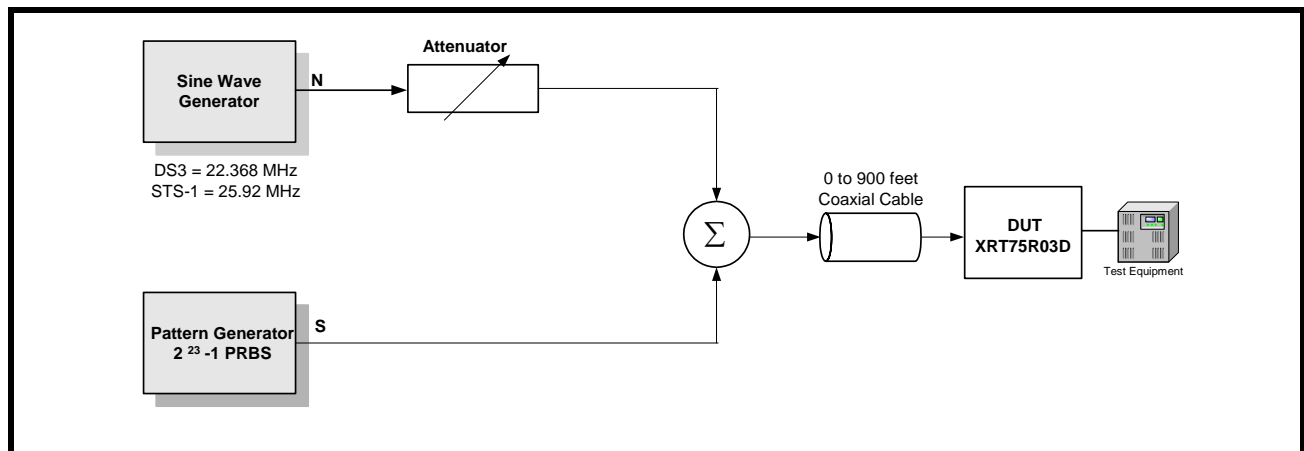 Attenuator
Sine Wave
Generator
N
DS3 = 22.368 MHz
STS-1 = 25.92 MHz
0 to 900 feet
Coaxial Cable
Σ
DUT
XRT75R03D
Test Equipment
Pattern Generator
2 23 -1 PRBS
S